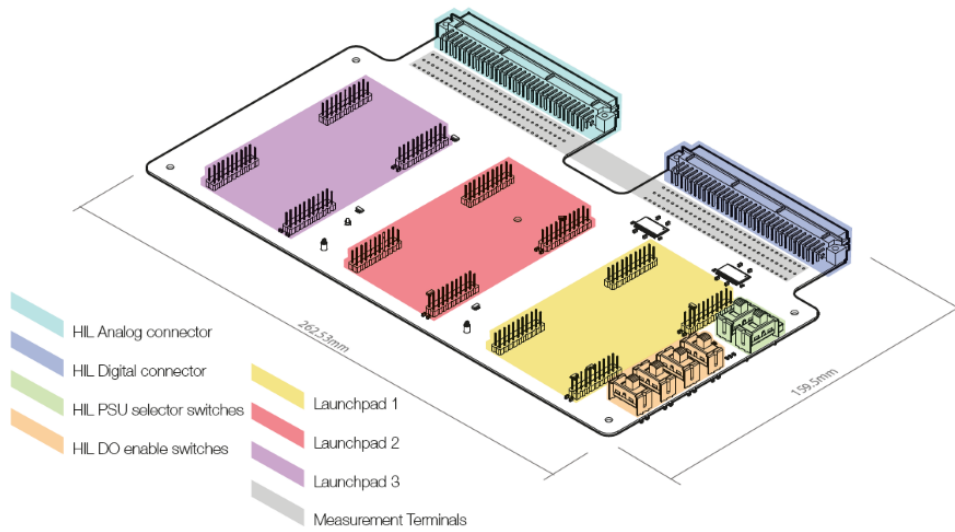 262.53mm
159.5mm
HIL Analog connector
HIL Digital connector
HIL PSU selector switches
HIL DO enable switches
Launchpad 1
Launchpad 2
Launchpad 3
Measurement Terminals